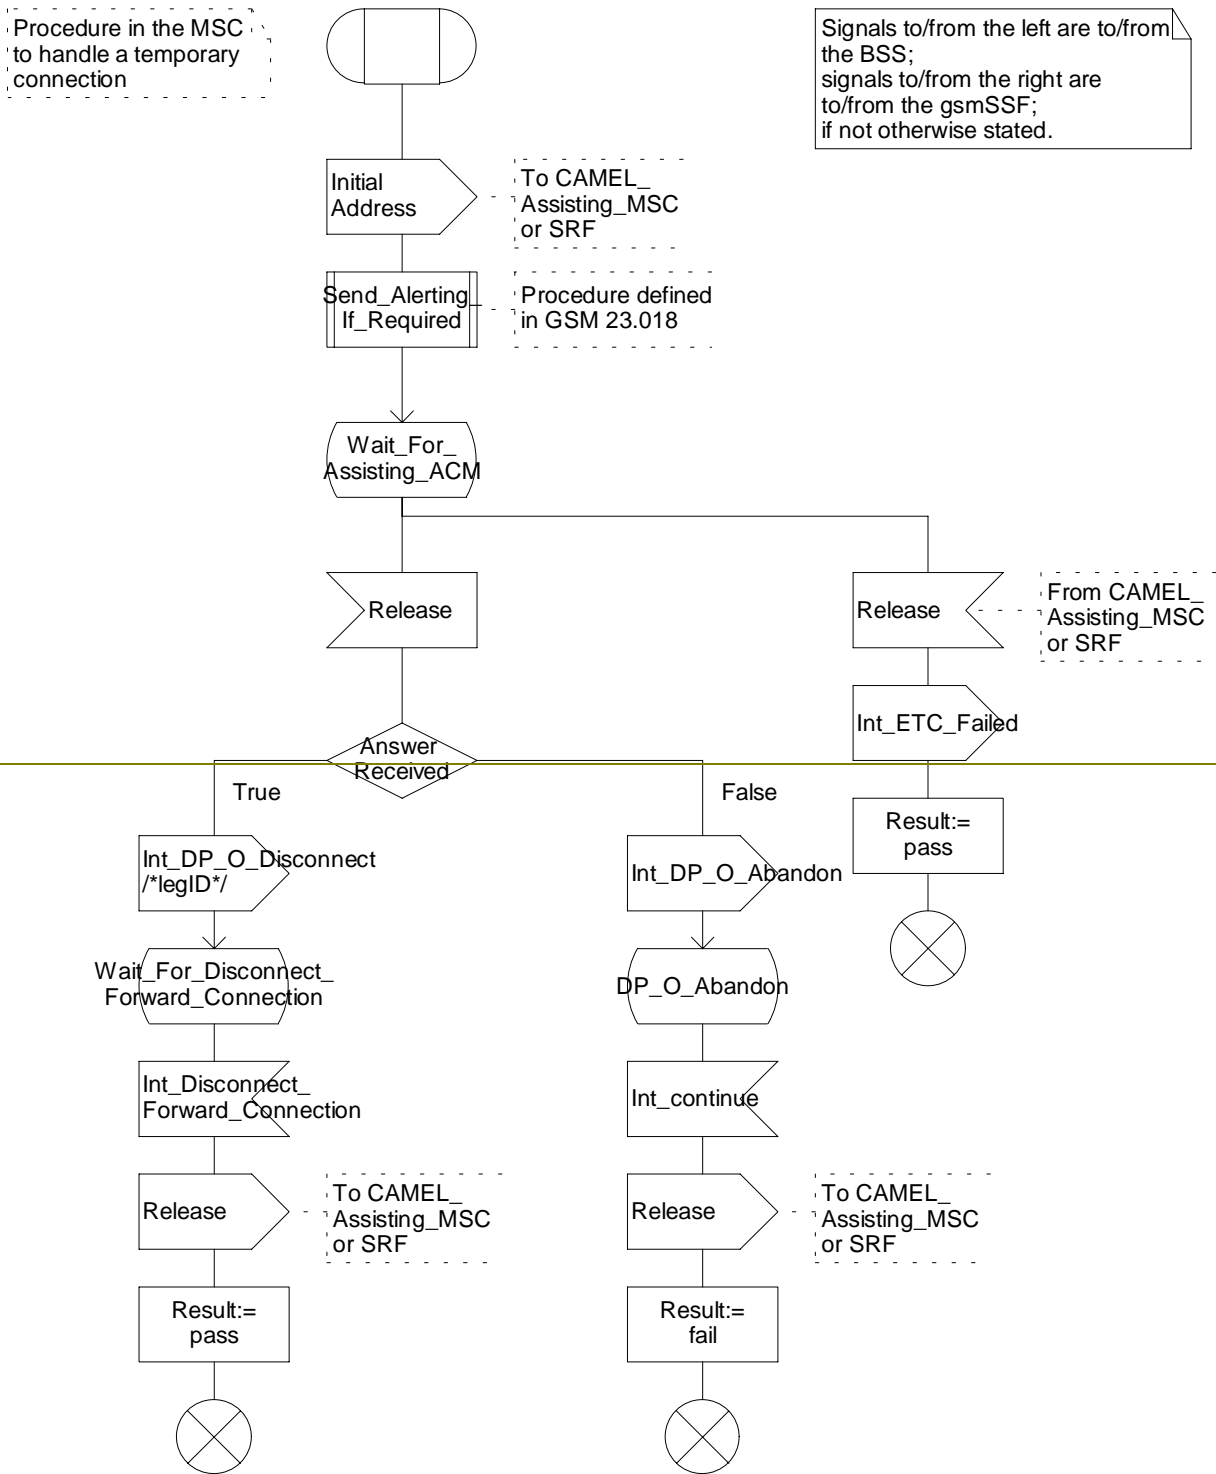 Procedure in the MSC
to handle a temporary
connection
Signals to/from the left are to/from
the BSS;
signals to/from the right are
to/from the gsmSSF;
if not otherwise stated.
Initial
Address
To CAMEL_
Assisting_MSC
or SRF
Send_Alerting_
If_Required
Procedure defined
in GSM 23.018
Wait_For_
Assisting_ACM
Release
Release
From CAMEL_
Assisting_MSC
or SRF
Int_ETC_Failed
Answer
Received
True
False
Result:=
pass
Int_DP_O_Disconnect
/*legID*/
Int_DP_O_Abandon
Wait_For_Disconnect_
Forward_Connection
DP_O_Abandon
Int_Disconnect_
Forward_Connection
Int_continue
Release
To CAMEL_
Assisting_MSC
or SRF
Release
To CAMEL_
Assisting_MSC
or SRF
Result:=
pass
Result:=
fail